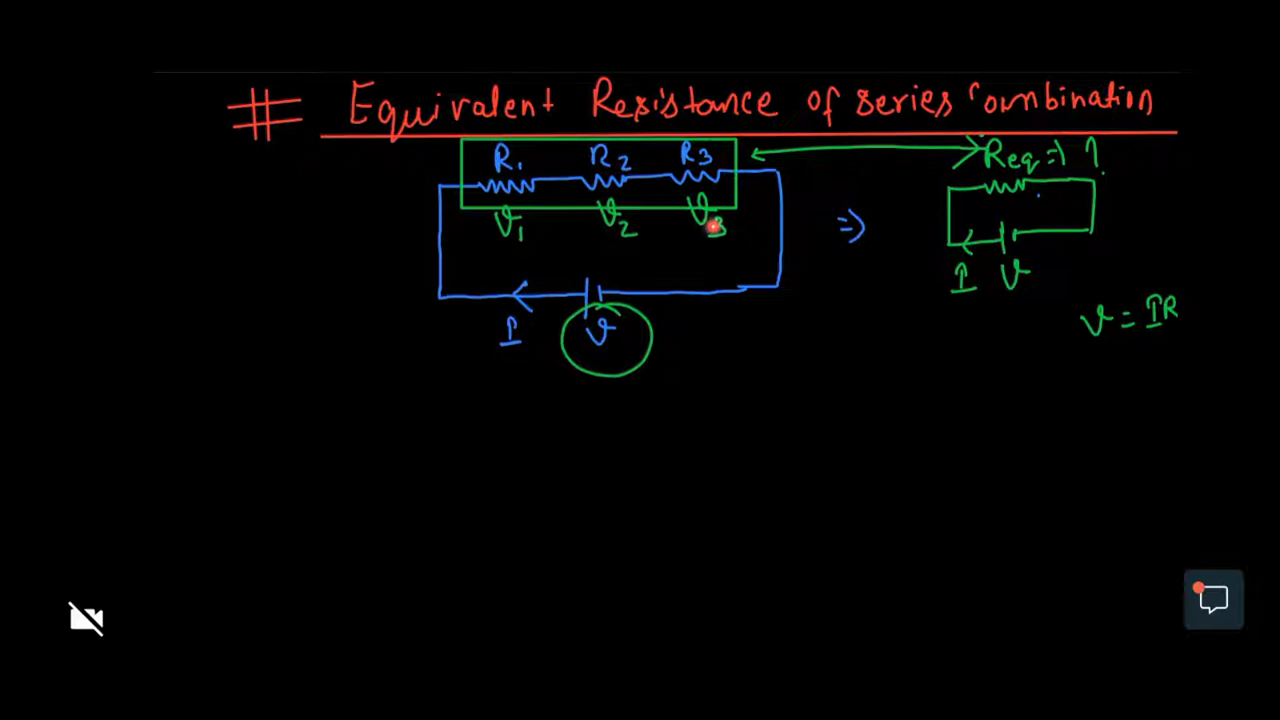 # Equivalent Resistance of series Combination
R1 R2 R3 Req => ?
V1 V2 V3 =>
I V
V = IR
I V